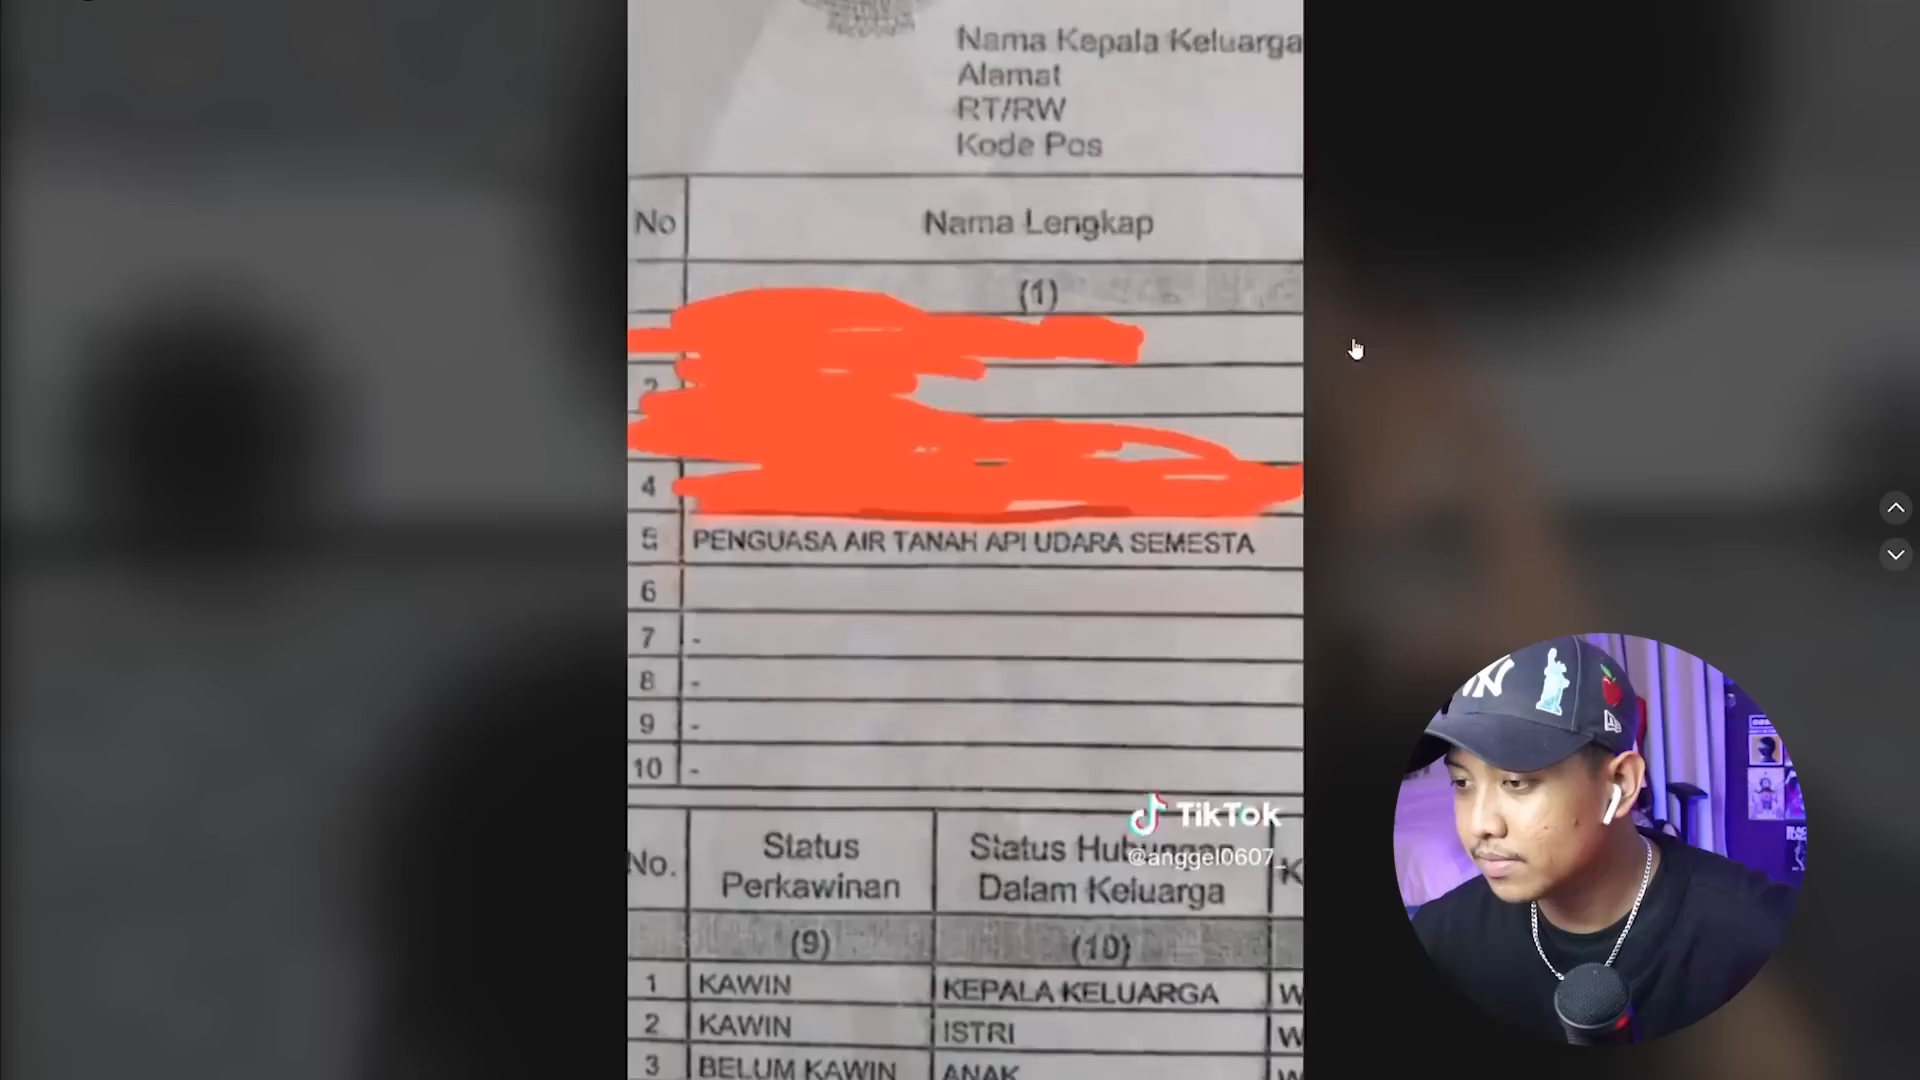 Nama Kepala Keluarga
Alamat
RT/RW
Kode Pos
No
Nama Lengkap
(1)
2
4
5 PENGUASA AIR TANAH API UDARA SEMESTA
6
7 -
8 -
9 -
10 -
TikTok
@anggel0607_
No.
Status Perkawinan
Status Hubungan Dalam Keluarga
K
(9)
(10)
1 KAWIN KEPALA KELUARGA W
2 KAWIN ISTRI W
3 BELUM KAWIN ANAK W